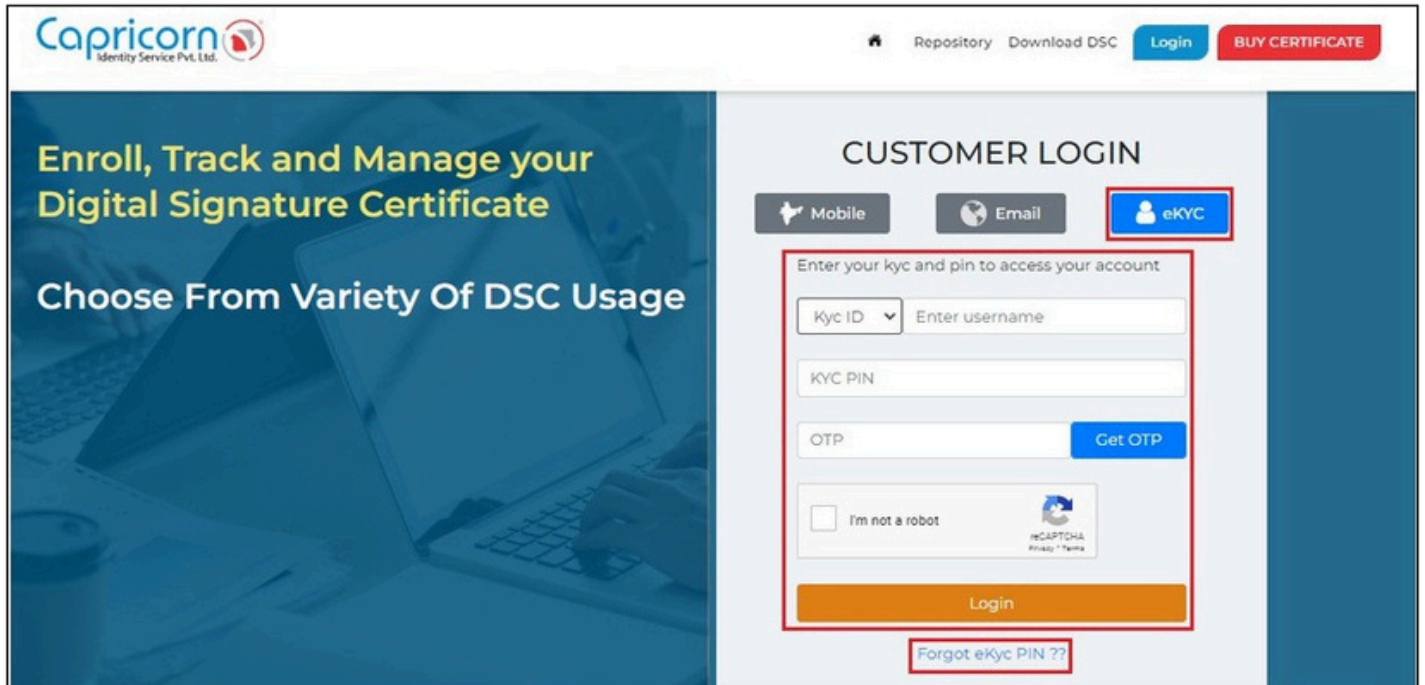 Capricorn
Identity Service Pvt. Ltd.
Repository Download DSC Login BUY CERTIFICATE
Enroll, Track and Manage your
Digital Signature Certificate
Choose From Variety Of DSC Usage
CUSTOMER LOGIN
Mobile Email eKYC
Enter your kyc and pin to access your account
Kyc ID Enter username
KYC PIN
OTP Get OTP
I'm not a robot
reCAPTCHA
Privacy * Terms
Login
Forgot eKyc PIN ??